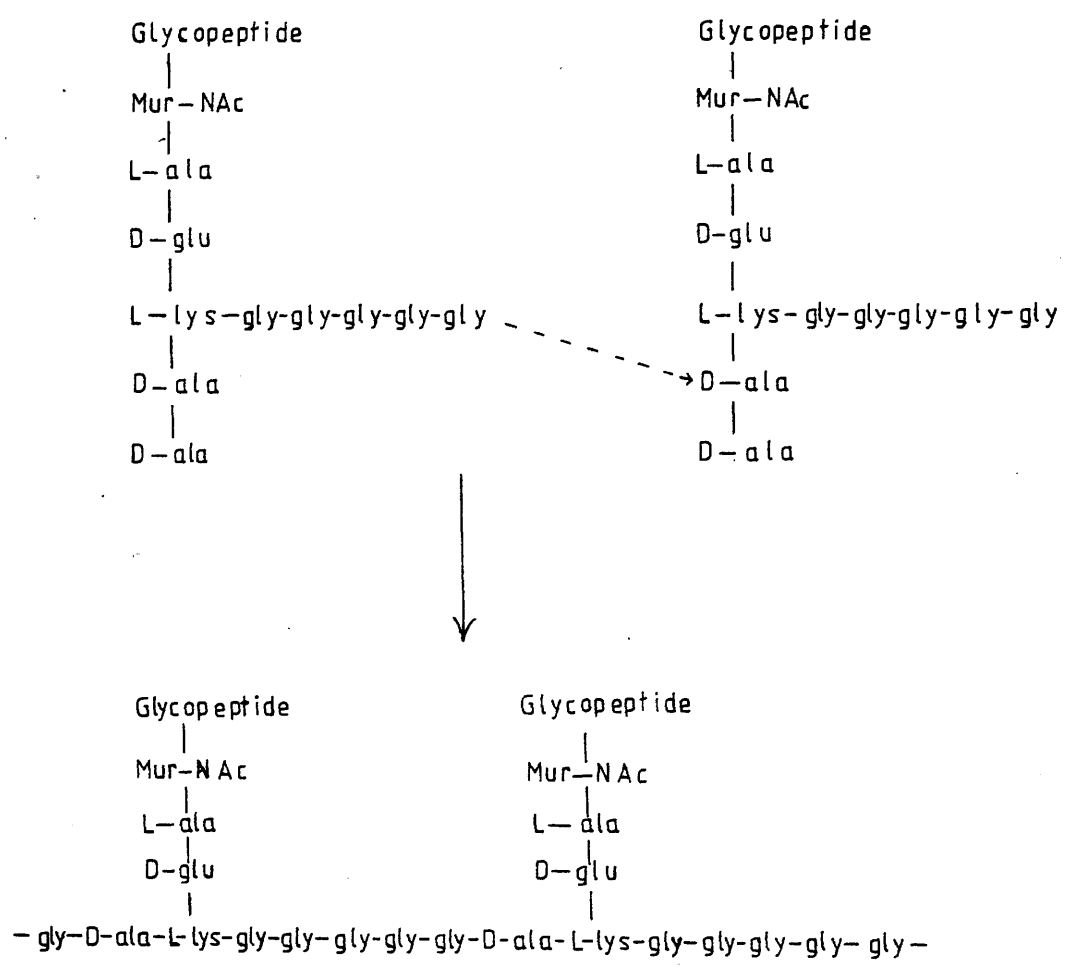 Glycopeptide Glycopeptide
Mur-NAc Mur-NAc
L-ala L-ala
D-glu D-glu
L-lys-gly-gly-gly-gly-gly L-lys-gly-gly-gly-gly-gly
D-ala D-ala
D-ala D-ala
Glycopeptide Glycopeptide
Mur-NAc Mur-NAc
L-ala L-ala
D-glu D-glu
-gly-D-ala-L-lys-gly-gly-gly-gly-gly-D-ala-L-lys-gly-gly-gly-gly-gly-